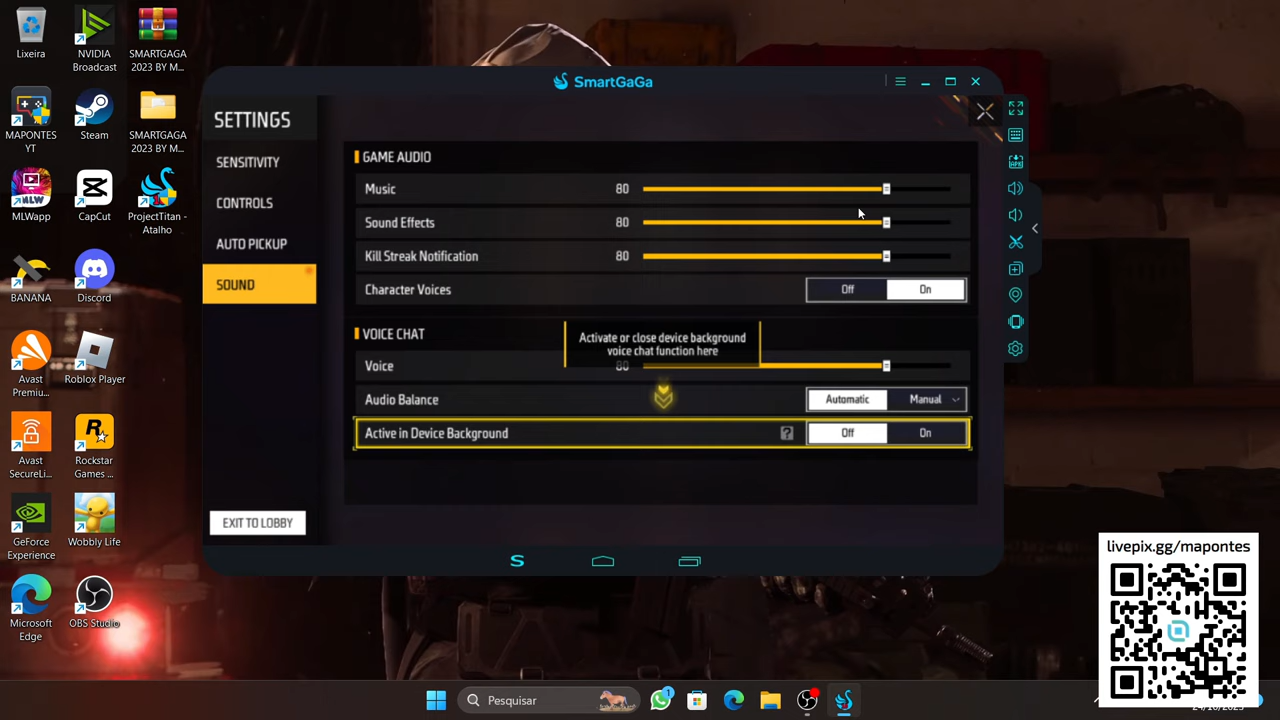 Lixeira
NVIDIA
Broadcast
SMARTGAGA
2023 BY M...
MAPONTES
YT
Steam
SMARTGAGA
2023 BY M...
MLWapp
CapCut
ProjectTitan -
Atalho
BANANA
Discord
Avast
Premiu...
Roblox Player
Avast
SecureLi...
Rockstar
Games ...
GeForce
Experience
Wobbly Life
Microsoft
Edge
OBS Studio
SmartGaGa
SETTINGS
SENSITIVITY
CONTROLS
AUTO PICKUP
SOUND
EXIT TO LOBBY
GAME AUDIO
Music 80
Sound Effects 80
Kill Streak Notification 80
Character Voices Off On
VOICE CHAT
Activate or close device background
voice chat function here
Voice 80
Audio Balance Automatic Manual
Active in Device Background ? Off On
S
livepix.gg/mapontes
Pesquisar
1